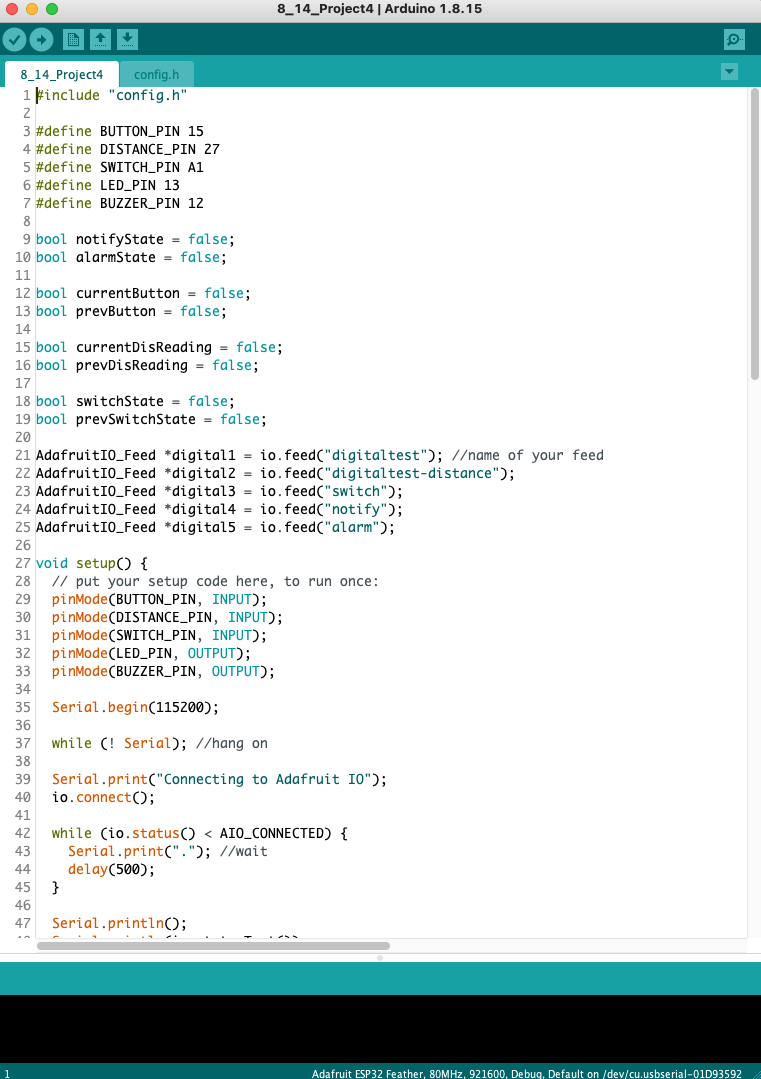 8_14_Project4 | Arduino 1.8.15
8_14_Project4 config.h
1 #include "config.h"
2
3 #define BUTTON_PIN 15
4 #define DISTANCE_PIN 27
5 #define SWITCH_PIN A1
6 #define LED_PIN 13
7 #define BUZZER_PIN 12
8
9 bool notifyState = false;
10 bool alarmState = false;
11
12 bool currentButton = false;
13 bool prevButton = false;
14
15 bool currentDisReading = false;
16 bool prevDisReading = false;
17
18 bool switchState = false;
19 bool prevSwitchState = false;
20
21 AdafruitIO_Feed *digital1 = io.feed("digitaltest"); //name of your feed
22 AdafruitIO_Feed *digital2 = io.feed("digitaltest-distance");
23 AdafruitIO_Feed *digital3 = io.feed("switch");
24 AdafruitIO_Feed *digital4 = io.feed("notify");
25 AdafruitIO_Feed *digital5 = io.feed("alarm");
26
27 void setup() {
28 // put your setup code here, to run once:
29 pinMode(BUTTON_PIN, INPUT);
30 pinMode(DISTANCE_PIN, INPUT);
31 pinMode(SWITCH_PIN, INPUT);
32 pinMode(LED_PIN, OUTPUT);
33 pinMode(BUZZER_PIN, OUTPUT);
34
35 Serial.begin(115200);
36
37 while (! Serial); //hang on
38
39 Serial.print("Connecting to Adafruit IO");
40 io.connect();
41
42 while (io.status() < AIO_CONNECTED) {
43 Serial.print("."); //wait
44 delay(500);
45 }
46
47 Serial.println();
1 Adafruit ESP32 Feather, 80MHz, 921600, Debug, Default on /dev/cu.usbserial-01D93592